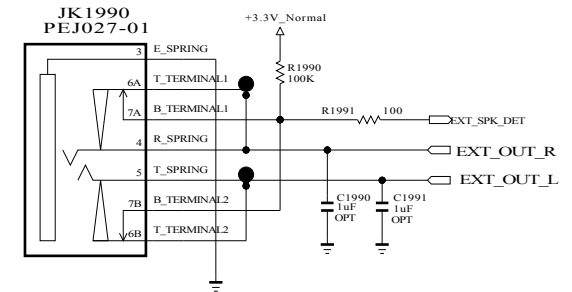 JK1990
PEJ027-01
+3.3V_Normal
3 E_SPRING
R1990
100K
6A T_TERMINAL1
7A B_TERMINAL1
R1991 100
EXT_SPK_DET
4 R_SPRING
EXT_OUT_R
5 T_SPRING
EXT_OUT_L
C1990
1uF
OPT
C1991
1uF
OPT
7B B_TERMINAL2
6B T_TERMINAL2